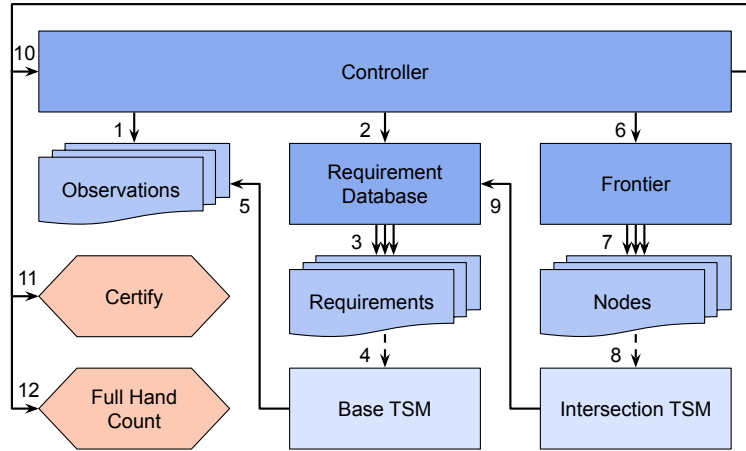 10
Controller
1
2
6
Observations
Requirement
Database
Frontier
5
9
3
7
11
Certify
Requirements
Nodes
4
8
12
Full Hand
Count
Base TSM
Intersection TSM